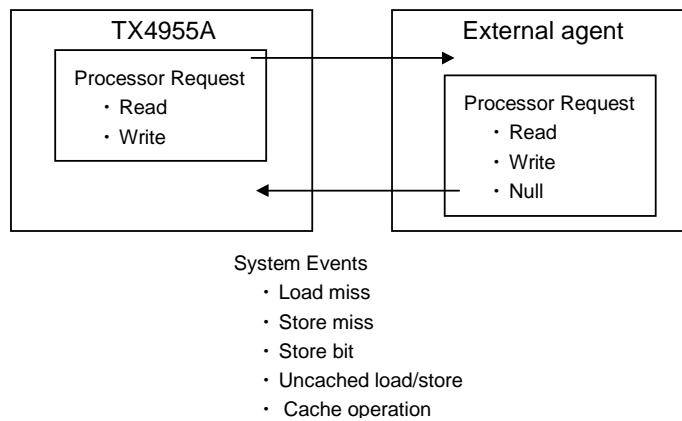 TX4955A
Processor Request
・ Read
・ Write
External agent
Processor Request
・ Read
・ Write
・ Null
System Events
・ Load miss
・ Store miss
・ Store bit
・ Uncached load/store
・ Cache operation